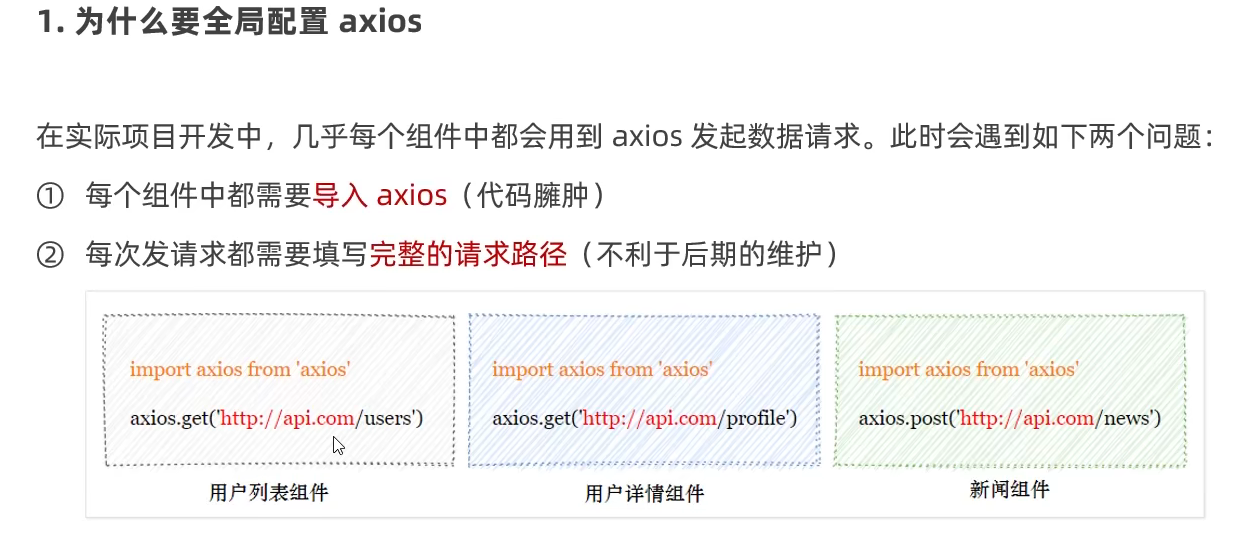 1. 为什么要全局配置 axios
在实际项目开发中，几乎每个组件中都会用到 axios 发起数据请求。此时会遇到如下两个问题：
① 每个组件中都需要导入 axios（代码臃肿）
② 每次发请求都需要填写完整的请求路径（不利于后期的维护）
import axios from 'axios'
axios.get('http://api.com/users')
用户列表组件
import axios from 'axios'
axios.get('http://api.com/profile')
用户详情组件
import axios from 'axios'
axios.post('http://api.com/news')
新闻组件